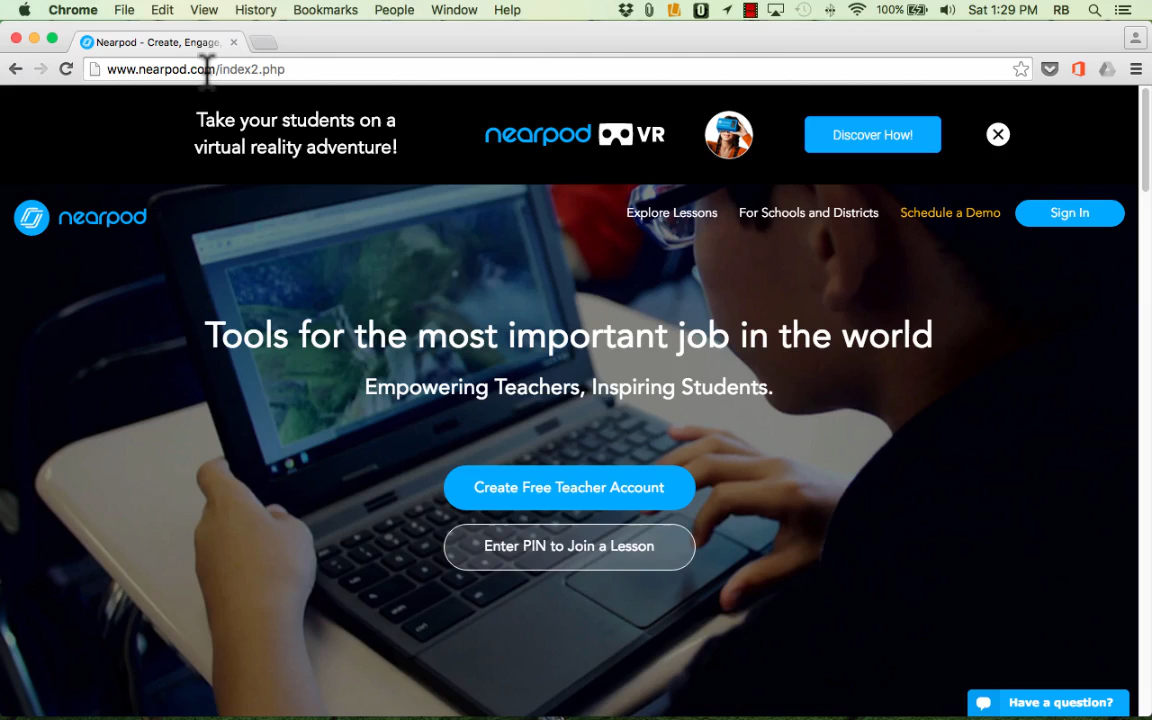 Chrome File Edit View History Bookmarks People Window Help 100% Sat 1:29 PM RB
Nearpod - Create, Engage,
www.nearpod.com/index2.php
Take your students on a
virtual reality adventure!
nearpod VR
Discover How!
nearpod
Explore Lessons
For Schools and Districts
Schedule a Demo
Sign In
Tools for the most important job in the world
Empowering Teachers, Inspiring Students.
Create Free Teacher Account
Enter PIN to Join a Lesson
Have a question?